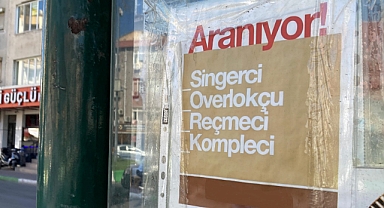 Aranıyor!
Singerci
Overlokçu
Reçmeci
Kompleci
GÜÇLÜ